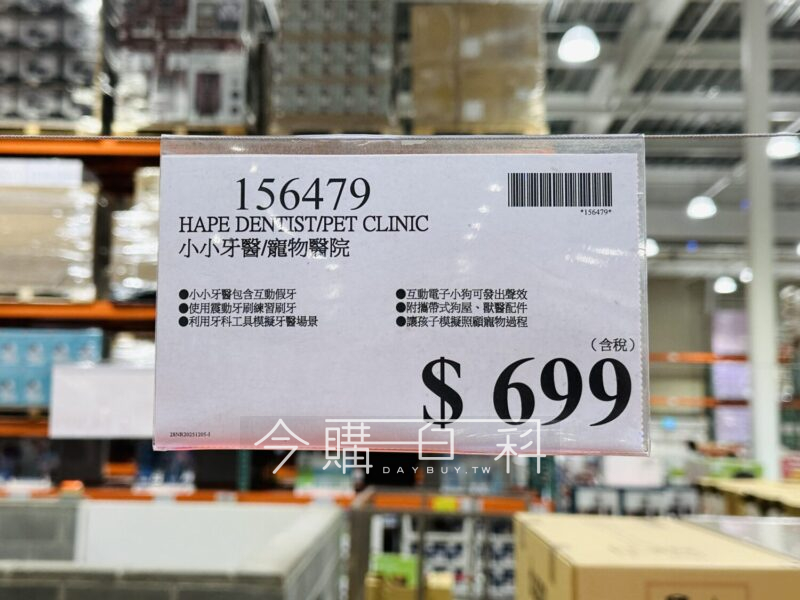 156479
*156479*
HAPE DENTIST/PET CLINIC
小小牙醫/寵物醫院
●小小牙醫包含互動假牙
●使用震動牙刷練習刷牙
●利用牙科工具模擬牙醫場景
●互動電子小狗可發出聲效
●附攜帶式狗屋、獸醫配件
●讓孩子模擬照顧寵物過程
(含稅)
$ 699
28NB20251205-I
今購百科
DAYBUY.TW